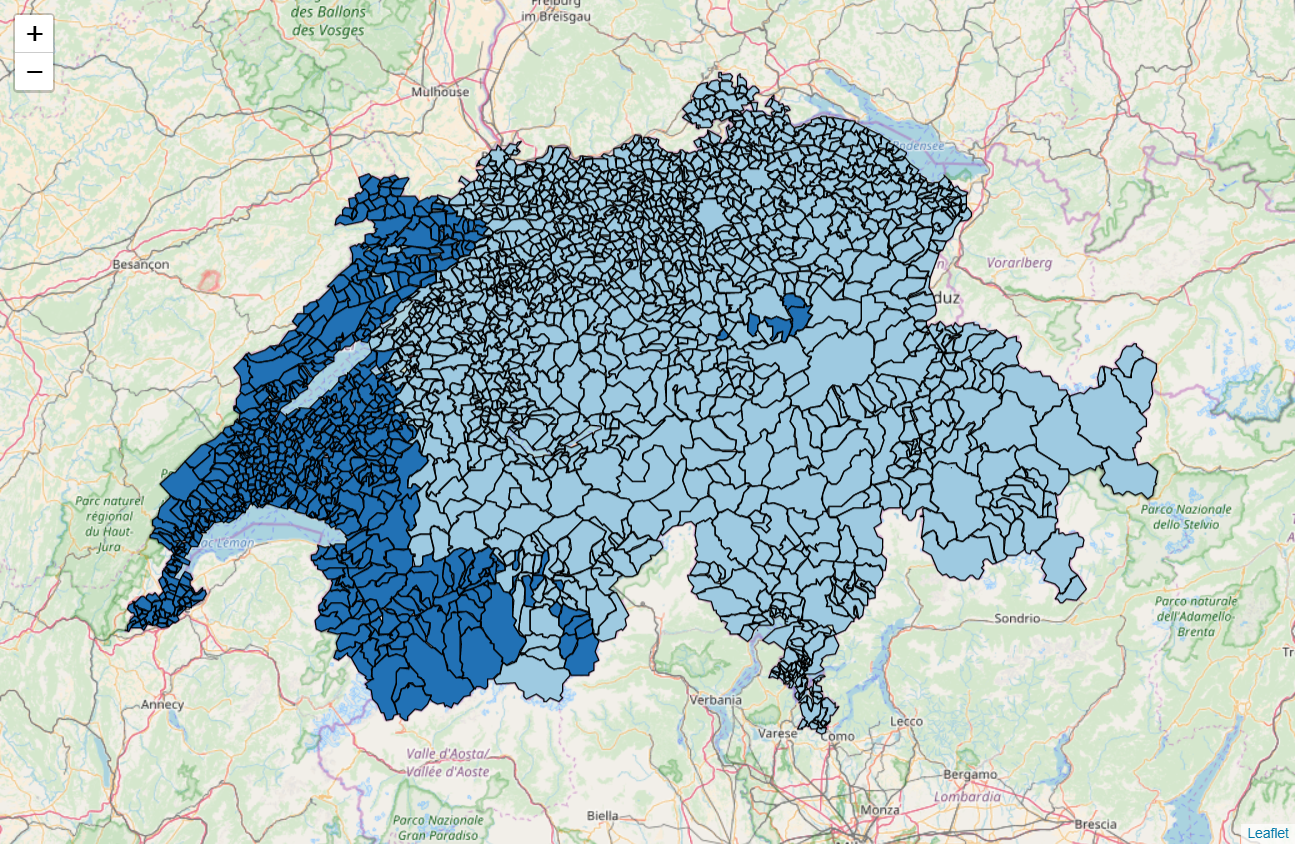 +
−
des Ballons
des Vosges
Freiburg
im Breisgau
Mulhouse
Bodensee
Besançon
Vorarlberg
duz
Parc naturel
régional
du Haut-
Jura
Lac Léman
Parco Nazionale
dello Stelvio
Parco naturale
dell'Adamello-
Brenta
Sondrio
Annecy
Verbania
Lecco
Varese
Como
Valle d'Aosta/
Vallée d'Aoste
Bergamo
Lombardia
Biella
Monza
Parco Nazionale
Gran Paradiso
Brescia
Leaflet